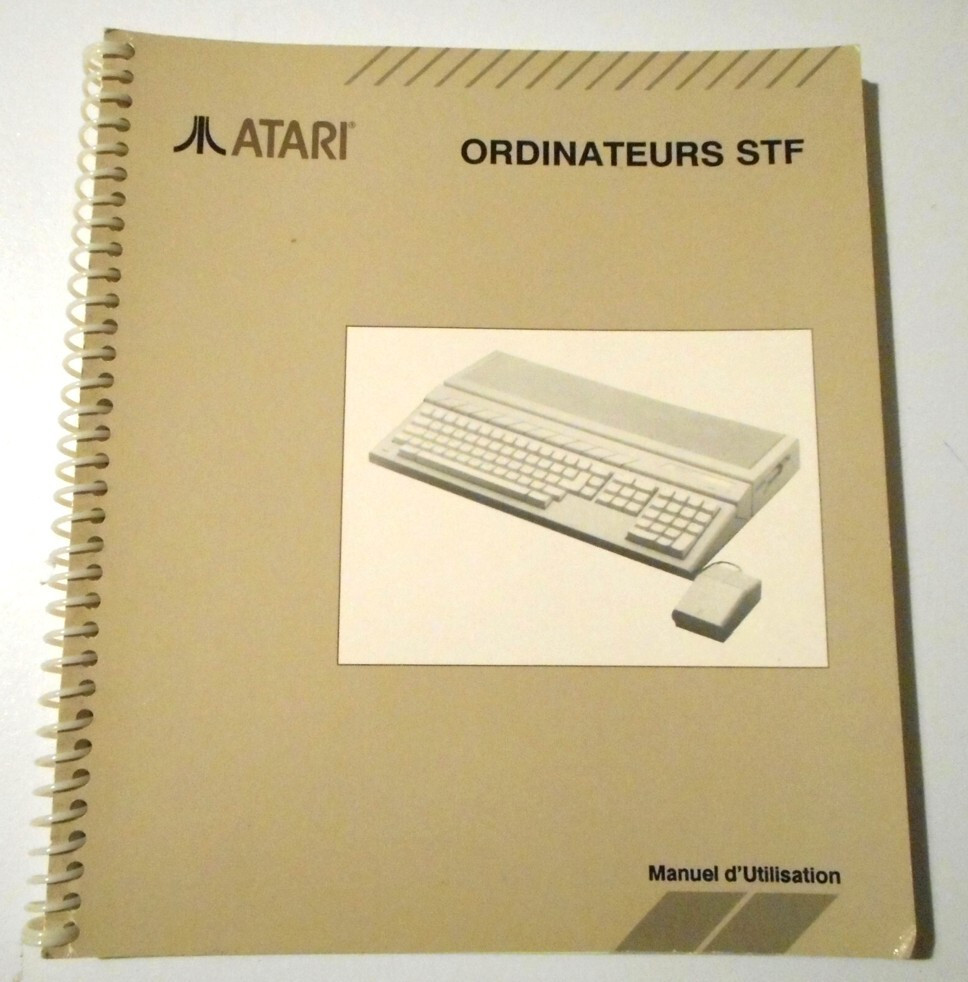 ATARI®
ORDINATEURS STF
Manuel d'Utilisation